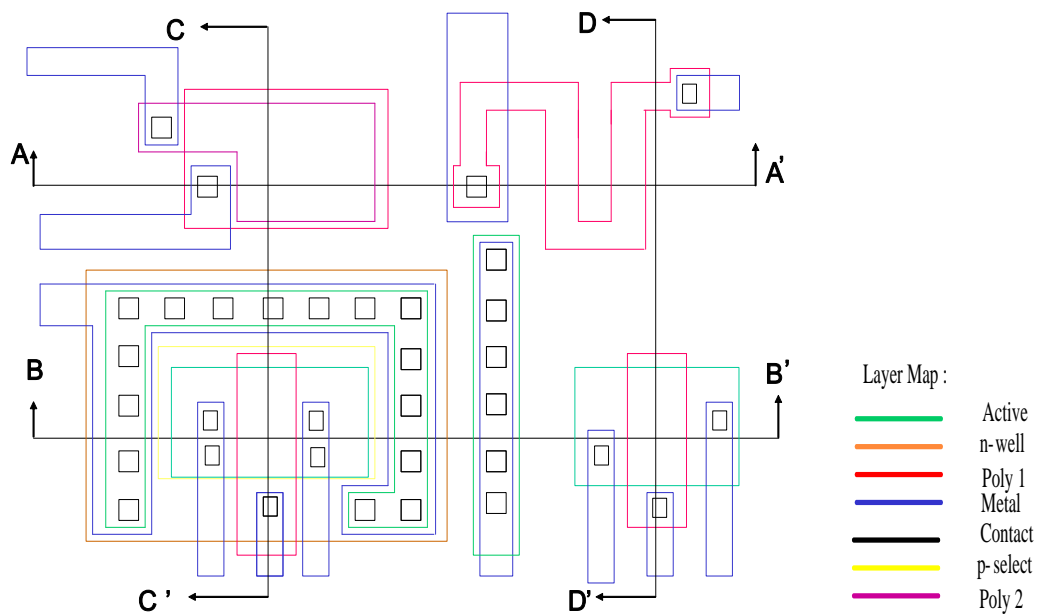 C
D
A
A'
B
B'
C'
D'
Layer Map :
Active
n-well
Poly 1
Metal
Contact
p-select
Poly 2